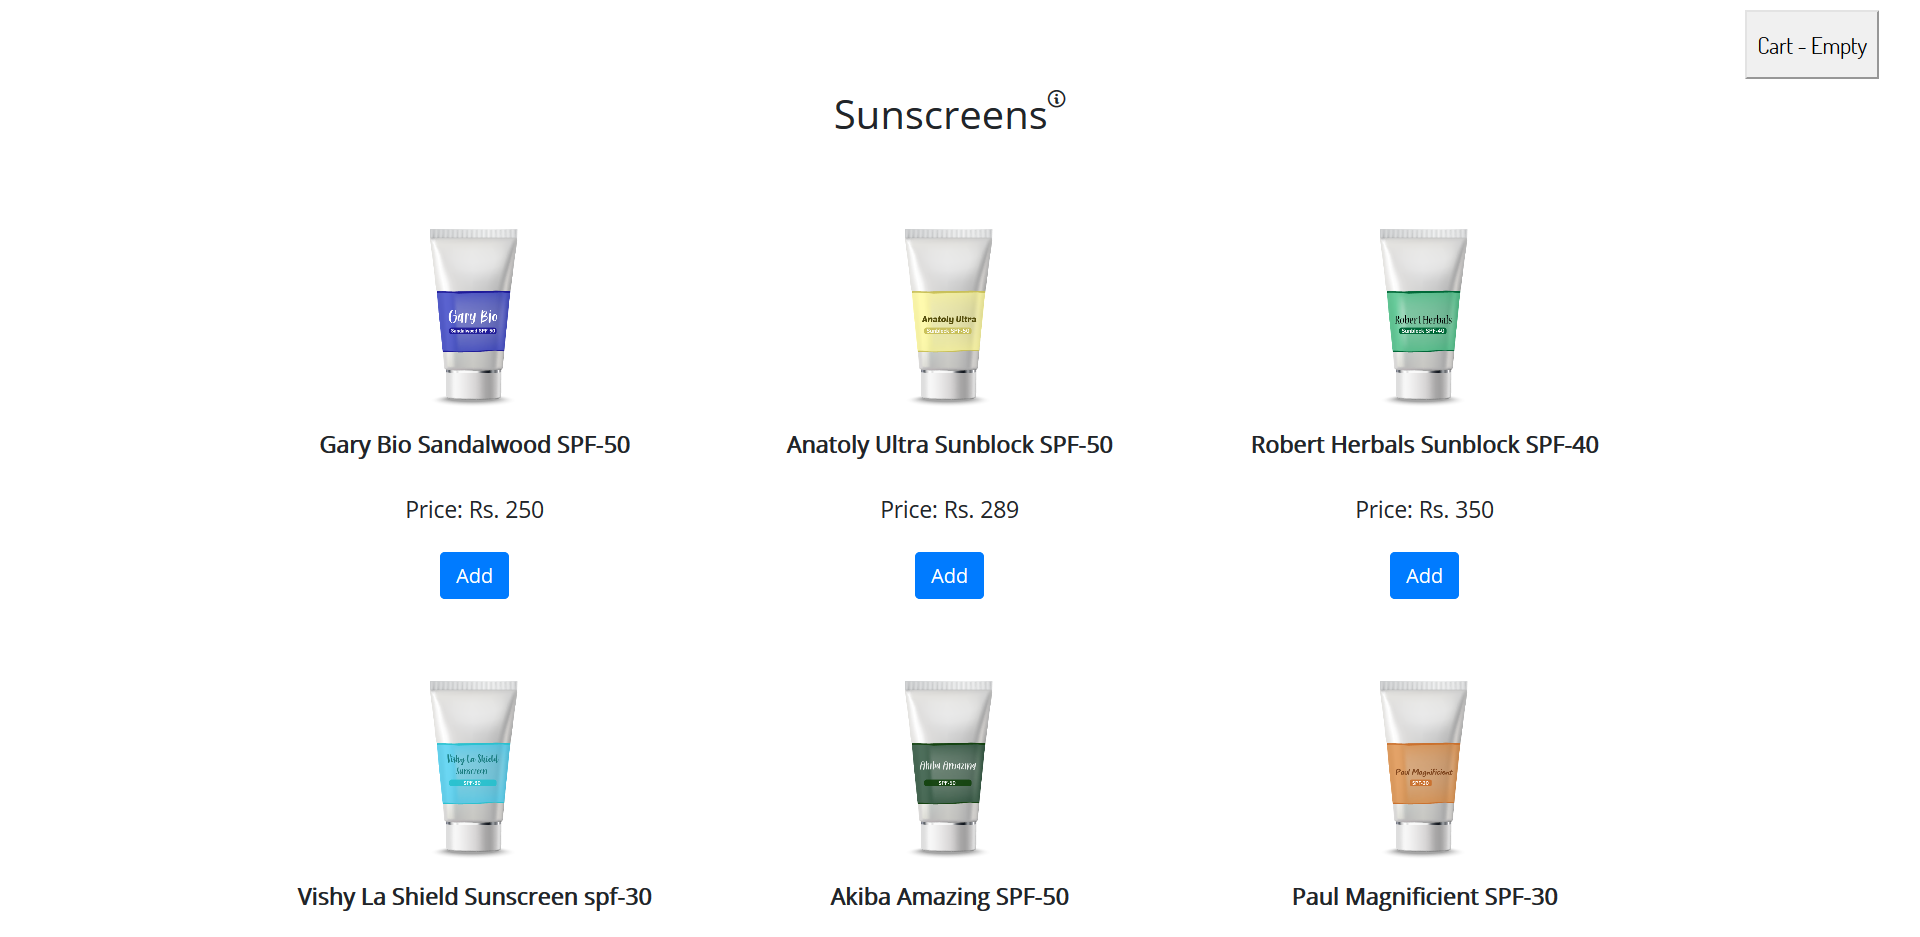 Cart - Empty
Sunscreens
Gary Bio
Sandalwood SPF-50
Anatoly Ultra
Sunblock SPF-50
Robert Herbals
Sunblock SPF-40
Gary Bio Sandalwood SPF-50
Anatoly Ultra Sunblock SPF-50
Robert Herbals Sunblock SPF-40
Price: Rs. 250
Price: Rs. 289
Price: Rs. 350
Add
Add
Add
Vishy La Shield
Sunscreen
SPF-30
Akiba Amazing
SPF-50
Paul Magnificient
SPF-30
Vishy La Shield Sunscreen spf-30
Akiba Amazing SPF-50
Paul Magnificient SPF-30